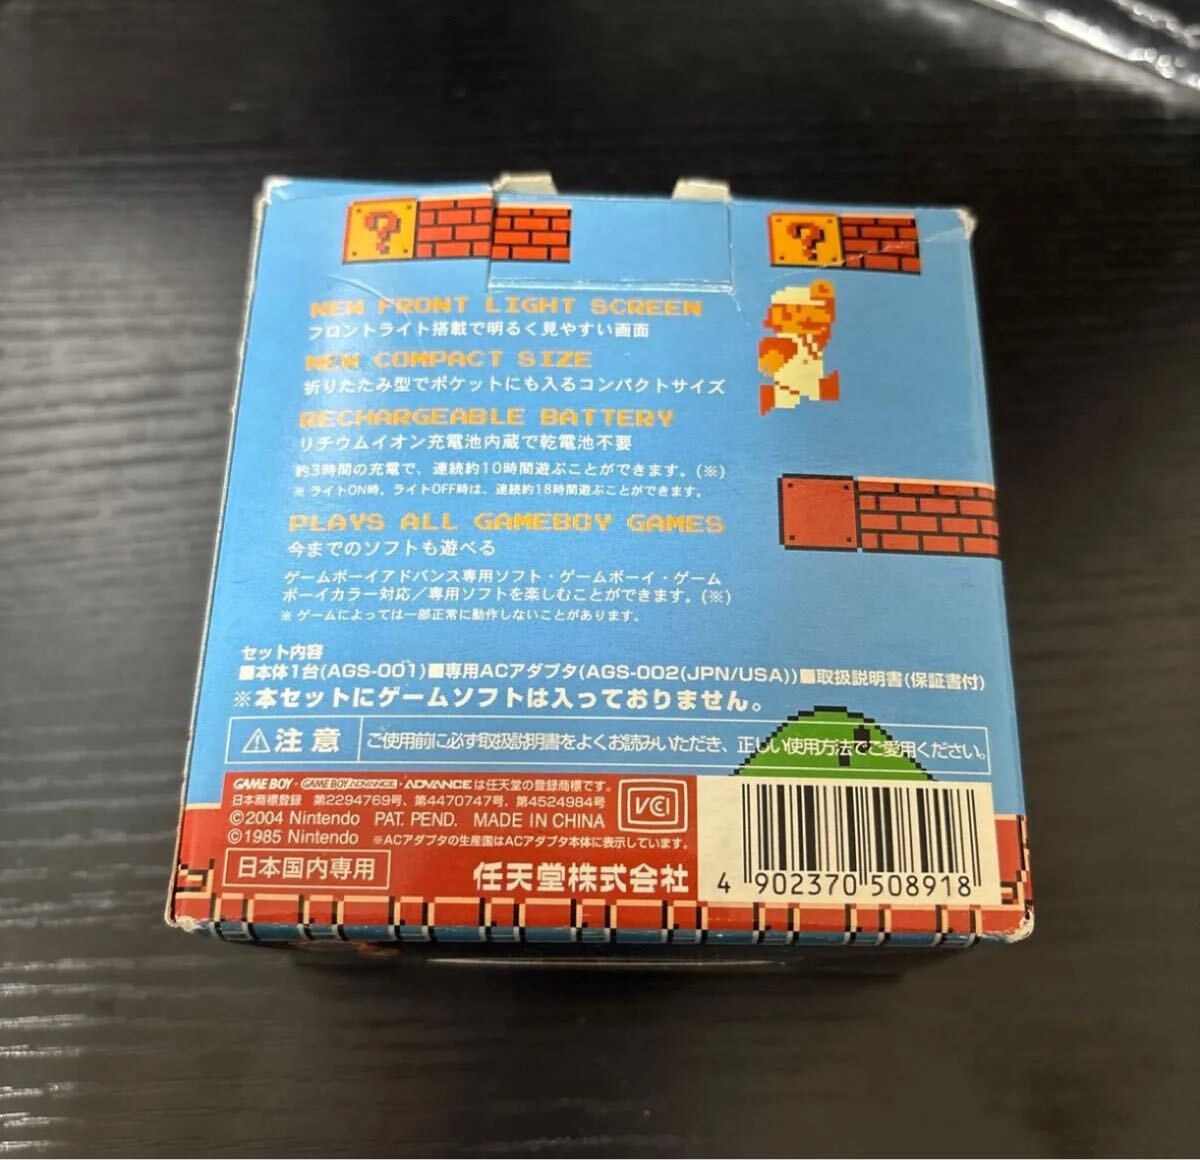 NEW FRONT LIGHT SCREEN
フロントライト搭載で明るく見やすい画面
NEW COMPACT SIZE
折りたたみ型でポケットにも入るコンパクトサイズ
RECHARGEABLE BATTERY
リチウムイオン充電池内蔵で乾電池不要
約3時間の充電で、連続約10時間遊ぶことができます。(※)
※ ライトON時。ライトOFF時は、連続約18時間遊ぶことができます。
PLAYS ALL GAMEBOY GAMES
今までのソフトも遊べる
ゲームボーイアドバンス専用ソフト・ゲームボーイ・ゲーム
ボーイカラー対応/専用ソフトを楽しむことができます。(※)
※ ゲームによっては一部正常に動作しないことがあります。
セット内容
■本体1台(AGS-001)■専用ACアダプタ(AGS-002(JPN/USA))■取扱説明書(保証書付)
※本セットにゲームソフトは入っておりません。
⚠注意 ご使用前に必ず取扱説明書をよくお読みいただき、正しい使用方法でご愛用ください。
GAME BOY・GAME BOY ADVANCE・ADVANCEは任天堂の登録商標です。
日本商標登録 第2294769号、第4470747号、第4524984号
©2004 Nintendo PAT. PEND. MADE IN CHINA
©1985 Nintendo ※ACアダプタの生産国はACアダプタ本体に表示しています。
VCI
日本国内専用
任天堂株式会社
4 902370 508918